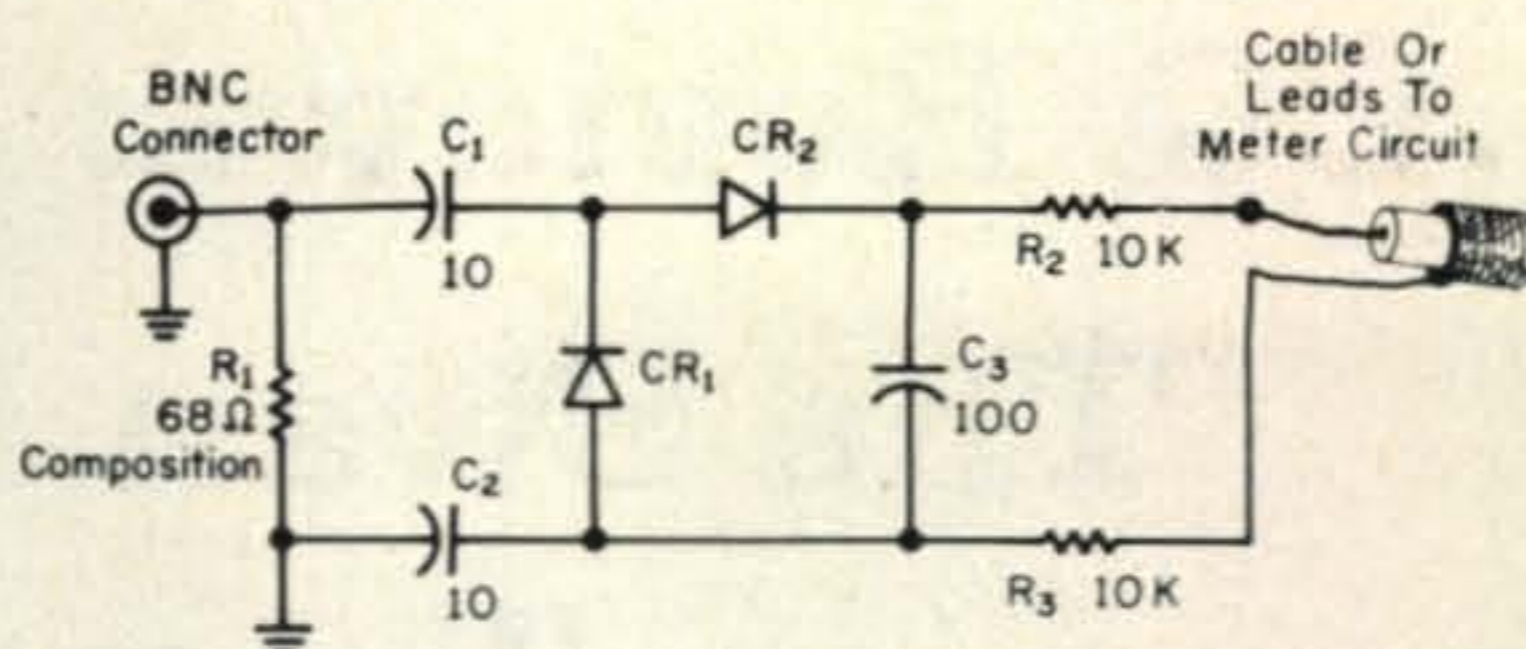 BNC
Connector
C₁
10
CR₂
Cable Or
Leads To
Meter Circuit
R₂ 10K
R₁
68Ω
Composition
CR₁
C₃
100
C₂
10
R₃ 10K